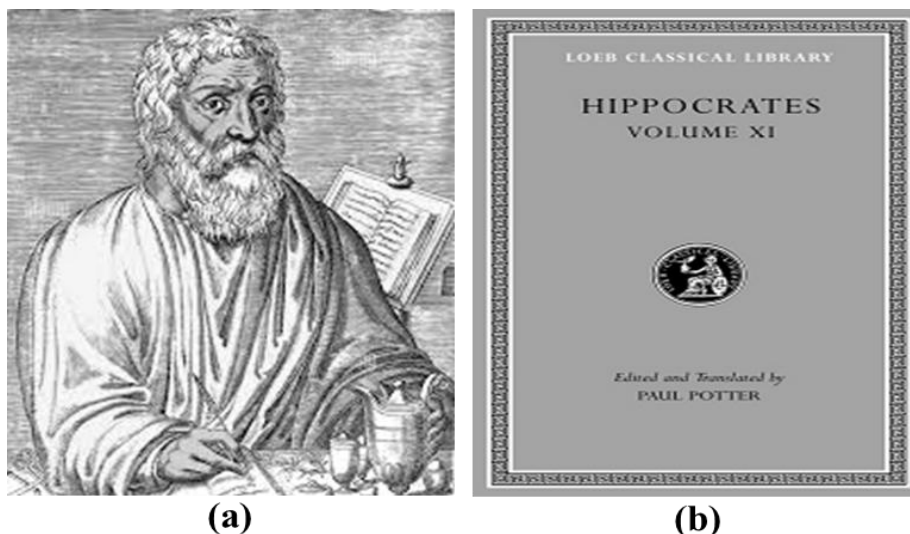 LOEB CLASSICAL LIBRARY
HIPPOCRATES
VOLUME XI
Edited and Translated by
PAUL POTTER
(a)
(b)